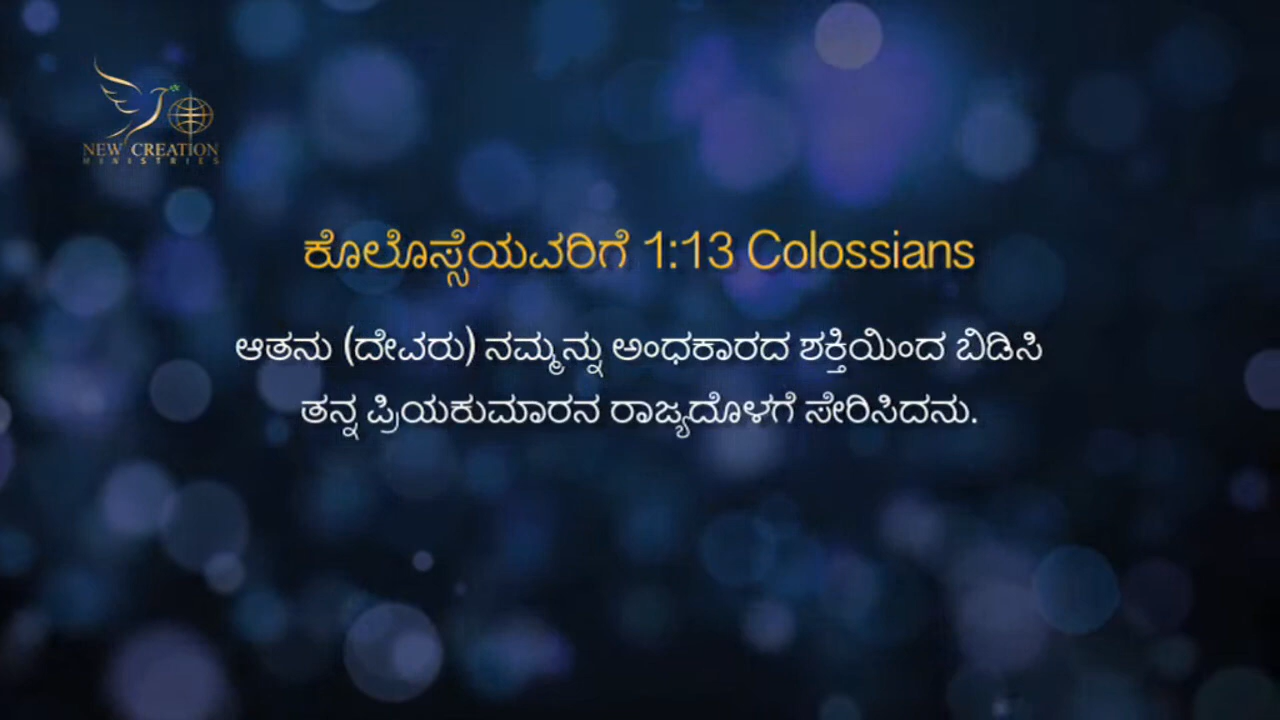 NEW CREATION
MINISTRIES
ಕೊಲೊಸ್ಸೆಯವರಿಗೆ 1:13 Colossians
ಆತನು (ದೇವರು) ನಮ್ಮನ್ನು ಅಂಧಕಾರದ ಶಕ್ತಿಯಿಂದ ಬಿಡಿಸಿ
ತನ್ನ ಪ್ರಿಯಕುಮಾರನ ರಾಜ್ಯದೊಳಗೆ ಸೇರಿಸಿದನು.